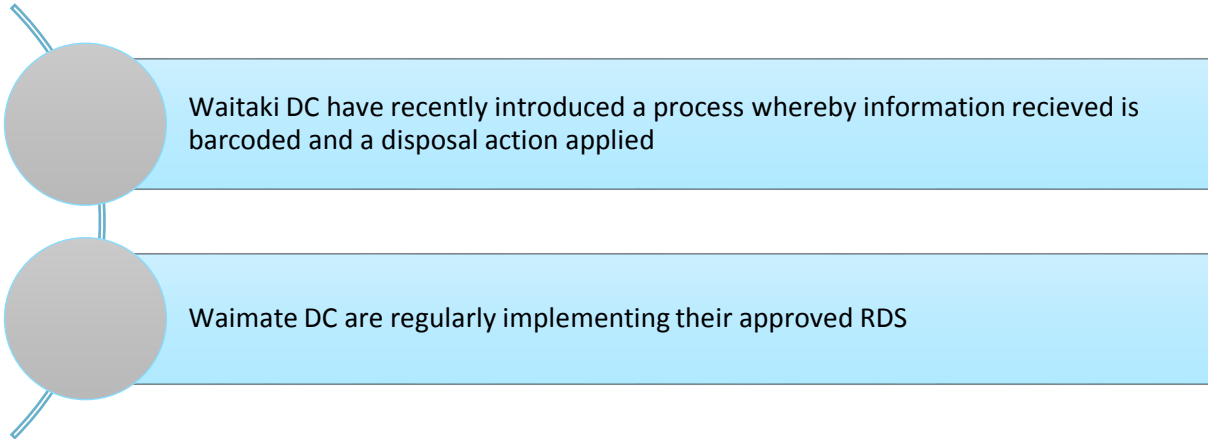 Waitaki DC have recently introduced a process whereby information recieved is
barcoded and a disposal action applied
Waimate DC are regularly implementing their approved RDS